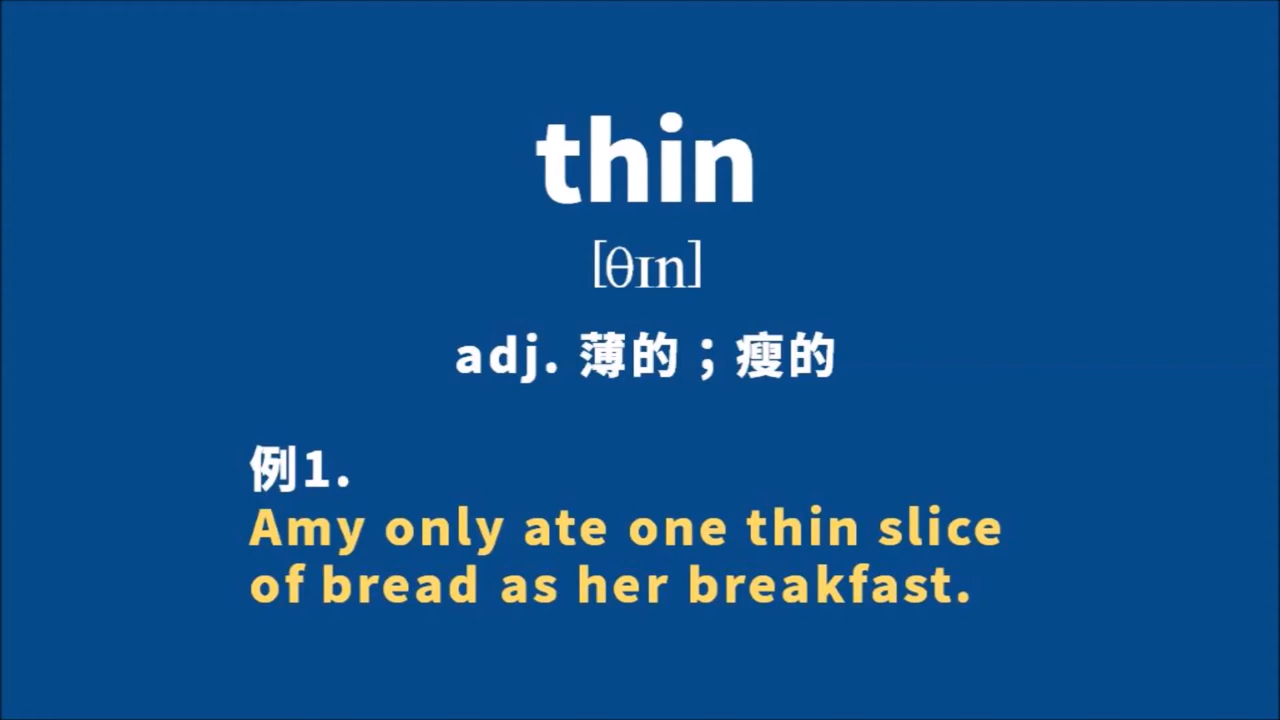 thin
[θɪn]
adj. 薄的；瘦的
例1.
Amy only ate one thin slice
of bread as her breakfast.